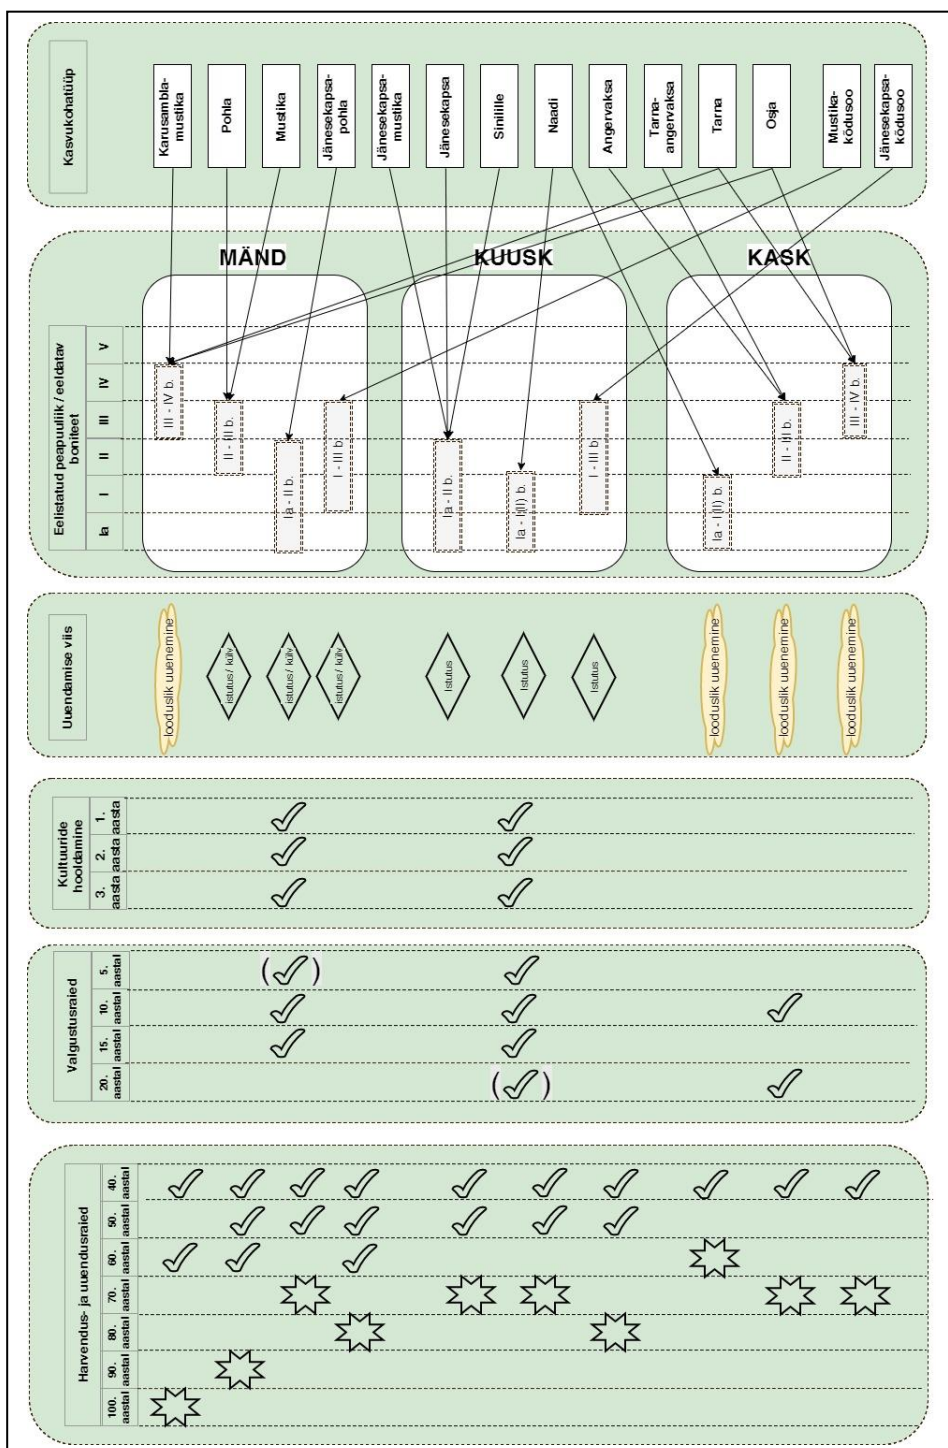 Kasvukohatüüp
Karusambla-
mustika
Pohla
Mustika
Jänesekapsa-
pohla
Jänesekapsa-
mustika
Jänesekapsa
Sinilille
Naadi
Angervaksa
Tarna-
angervaksa
Tarna
Osja
Mustika-
kõdusoo
Jänesekapsa-
kõdusoo
Eelistatud peapuuliik / eeldatav
boniteet
V
IV
III
II
I
Ia
MÄND
KUUSK
KASK
III - IV b.
II - III b.
Ia - II b.
I - III b.
Ia - II b.
Ia - I(II) b.
I - III b.
Ia - I(II) b.
II - III b.
III - IV b.
Uuendamise viis
looduslik uuenemine
istutus / külv
istutus / külv
istutus / külv
Istutus
Istutus
Istutus
looduslik uuenemine
looduslik uuenemine
looduslik uuenemine
Kultuuride
hooldamine
1.
aasta
2.
aasta
3.
aasta
Valgustusraied
5.
aastal
10.
aastal
15.
aastal
20.
aastal
( )
( )
Harvendus- ja uuendusraied
40.
aastal
50.
aastal
60.
aastal
70.
aastal
80.
aastal
90.
aastal
100.
aastal